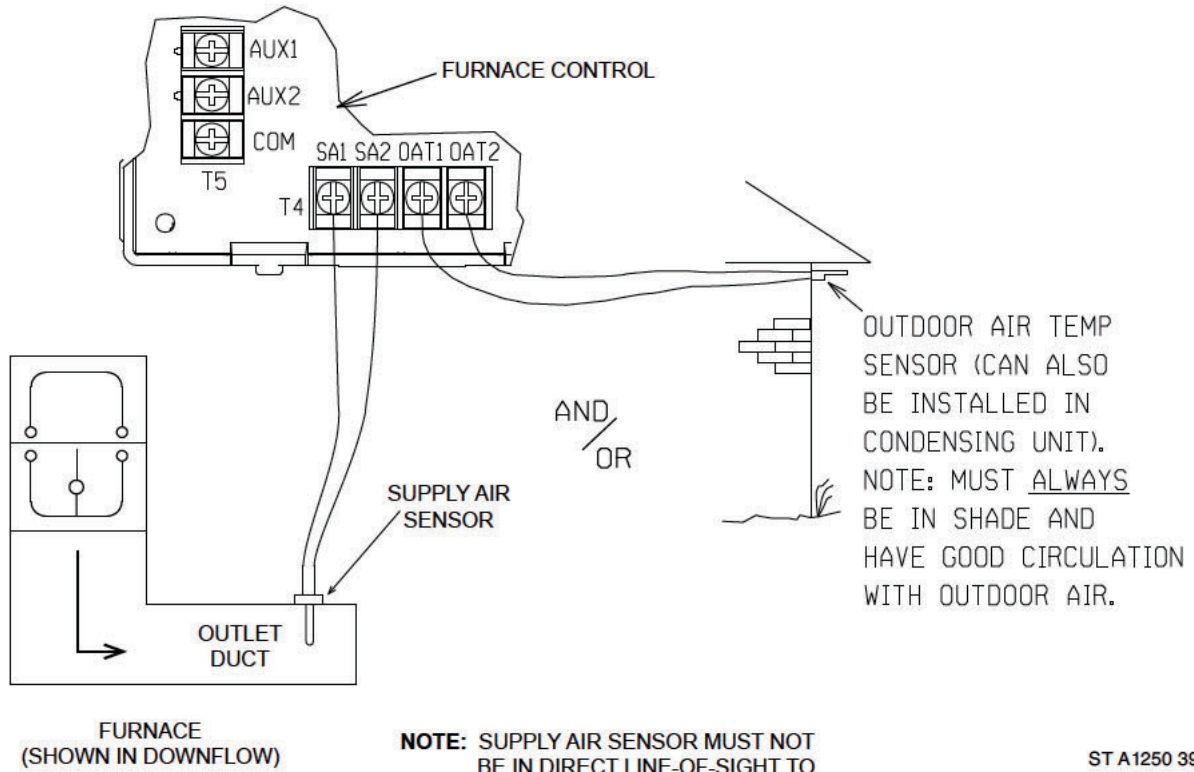 AUX1
FURNACE CONTROL
AUX2
COM
SA1 SA2 OAT1 OAT2
T5
T4
OUTDOOR AIR TEMP
SENSOR (CAN ALSO
BE INSTALLED IN
CONDENSING UNIT).
NOTE: MUST ALWAYS
BE IN SHADE AND
HAVE GOOD CIRCULATION
WITH OUTDOOR AIR.
AND/OR
SUPPLY AIR
SENSOR
OUTLET
DUCT
FURNACE
(SHOWN IN DOWNFLOW)
NOTE: SUPPLY AIR SENSOR MUST NOT
BE IN DIRECT LINE-OF-SIGHT TO
ST A1250 39